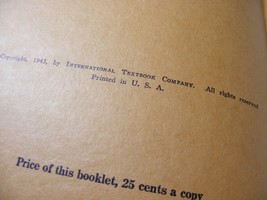 Copyright, 1943, by INTERNATIONAL TEXTBOOK COMPANY. All rights reserved
Printed in U. S. A.
Price of this booklet, 25 cents a copy